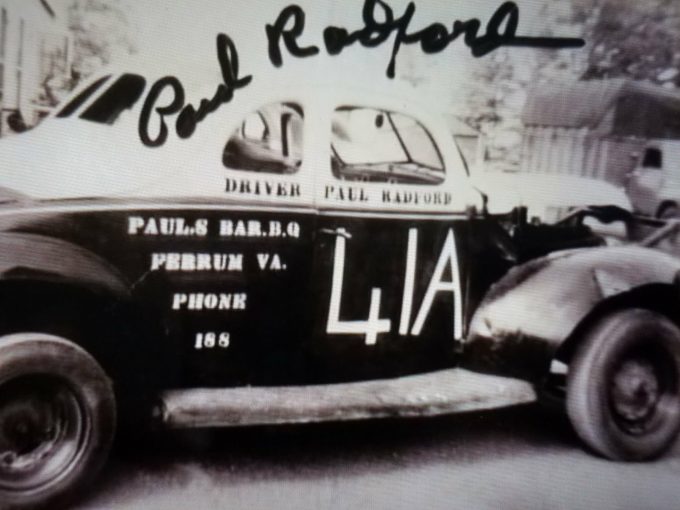 Paul Radford
DRIVER PAUL RADFORD
PAUL.S BAR.B.Q
FERRUM VA.
PHONE
188
41A